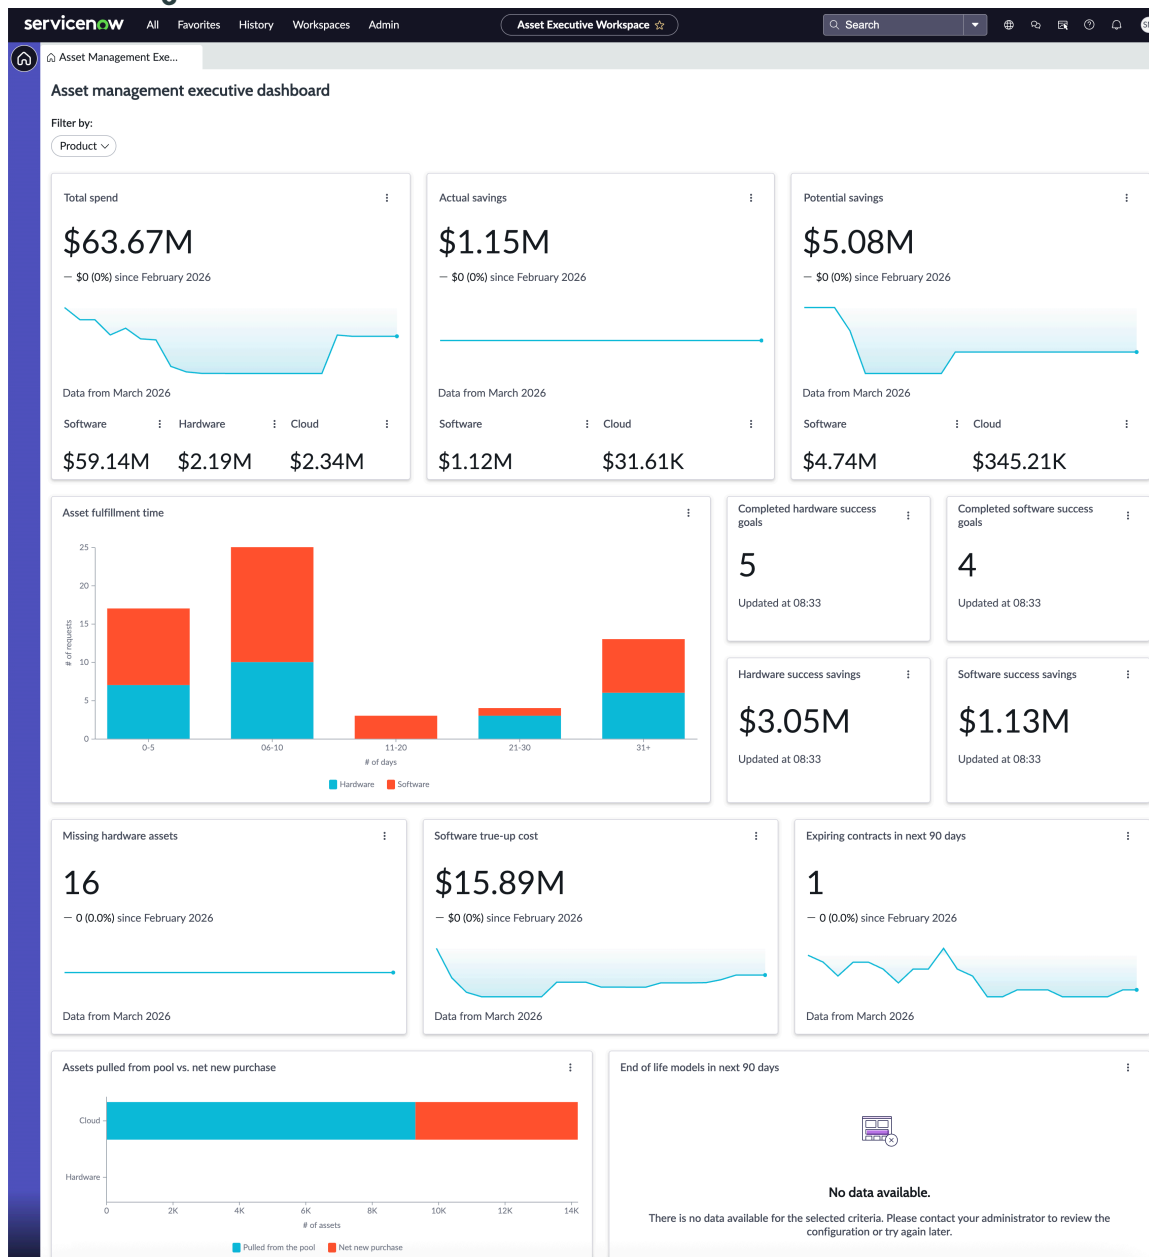 servicenow All Favorites History Workspaces Admin Asset Executive Workspace Search
Asset Management Exe...
Asset management executive dashboard
Filter by:
Product
Total spend
$63.67M
— $0 (0%) since February 2026
Data from March 2026
Software Hardware Cloud
$59.14M $2.19M $2.34M
Actual savings
$1.15M
— $0 (0%) since February 2026
Data from March 2026
Software Cloud
$1.12M $31.61K
Potential savings
$5.08M
— $0 (0%) since February 2026
Data from March 2026
Software Cloud
$4.74M $345.21K
Asset fulfillment time
25
20
15
10
5
0
# of requests
0-5 06-10 11-20 21-30 31+
# of days
Hardware Software
Completed hardware success
goals
5
Updated at 08:33
Completed software success
goals
4
Updated at 08:33
Hardware success savings
$3.05M
Updated at 08:33
Software success savings
$1.13M
Updated at 08:33
Missing hardware assets
16
— 0 (0.0%) since February 2026
Data from March 2026
Software true-up cost
$15.89M
— $0 (0%) since February 2026
Data from March 2026
Expiring contracts in next 90 days
1
— 0 (0.0%) since February 2026
Data from March 2026
Assets pulled from pool vs. net new purchase
Cloud
Hardware
0 2K 4K 6K 8K 10K 12K 14K
# of assets
Pulled from the pool Net new purchase
End of life models in next 90 days
No data available.
There is no data available for the selected criteria. Please contact your administrator to review the
configuration or try again later.